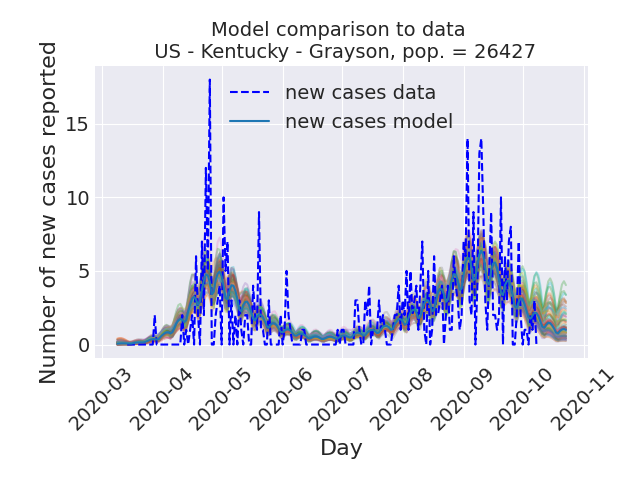 Model comparison to data
US - Kentucky - Grayson, pop. = 26427
Number of new cases reported
new cases data
new cases model
15
10
5
0
2020-03
2020-04
2020-05
2020-06
2020-07
2020-08
2020-09
2020-10
2020-11
Day